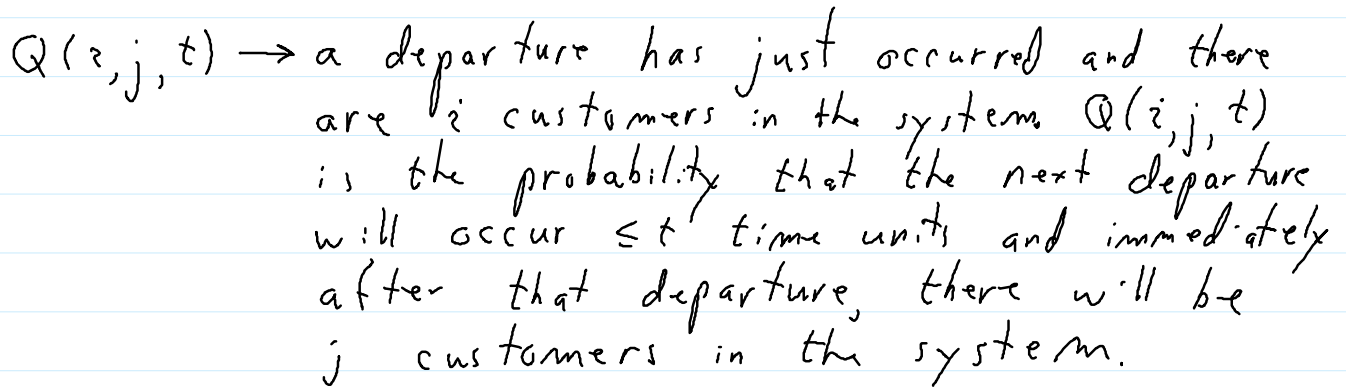 Q(i,j,t) → a departure has just occurred and there
are i customers in the system. Q(i,j,t)
is the probability that the next departure
will occur ≤ t time units and immediately
after that departure, there will be
j customers in the system.